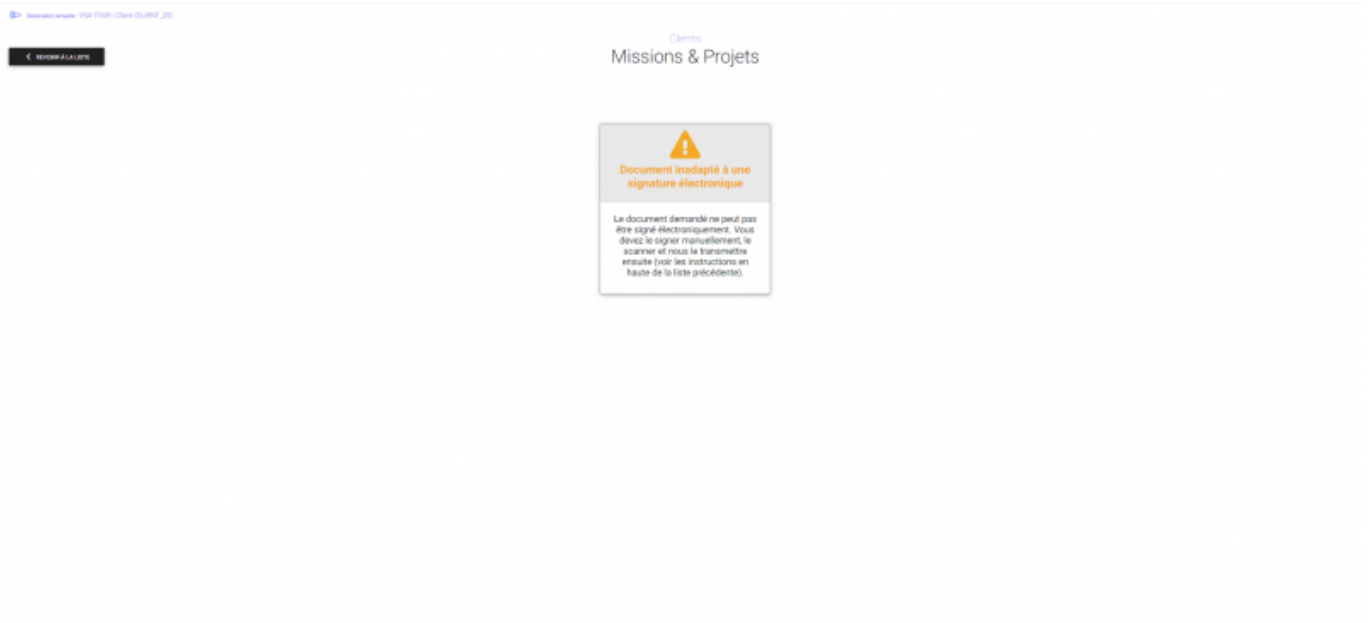 Clients
REVENIR À LA LISTE
Missions & Projets
Document inadapté à une
signature électronique
Le document demandé ne peut pas
être signé électroniquement. Vous
devez le signer manuellement, le
scanner et nous le transmettre
ensuite (voir les instructions en
haute de la liste précédente).